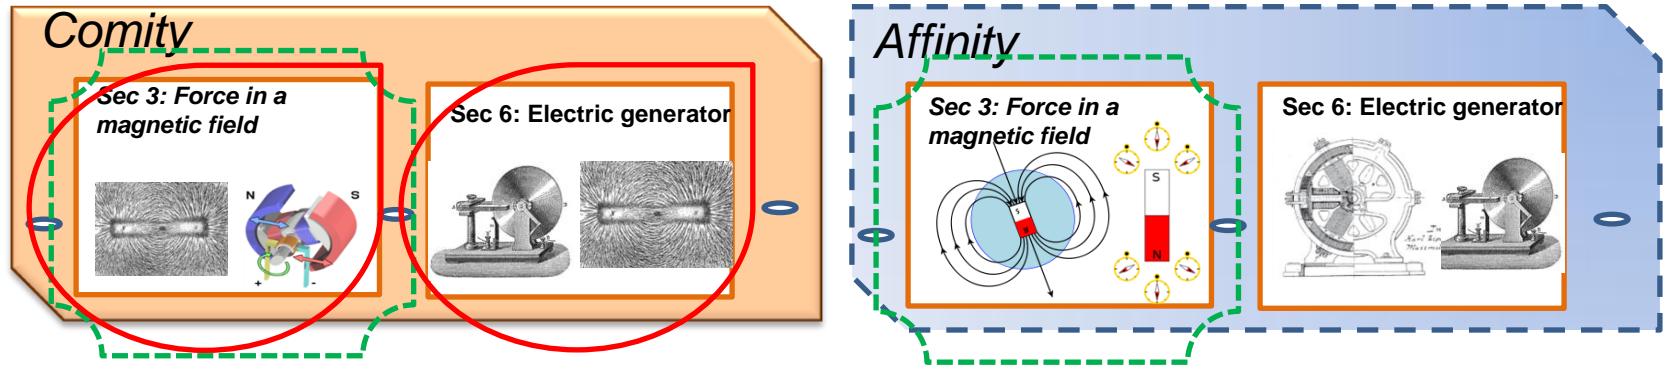 Comity
Sec 3: Force in a
magnetic field
N
S
+
-
Sec 6: Electric generator
Affinity
Sec 3: Force in a
magnetic field
S
N
S
N
Sec 6: Electric generator